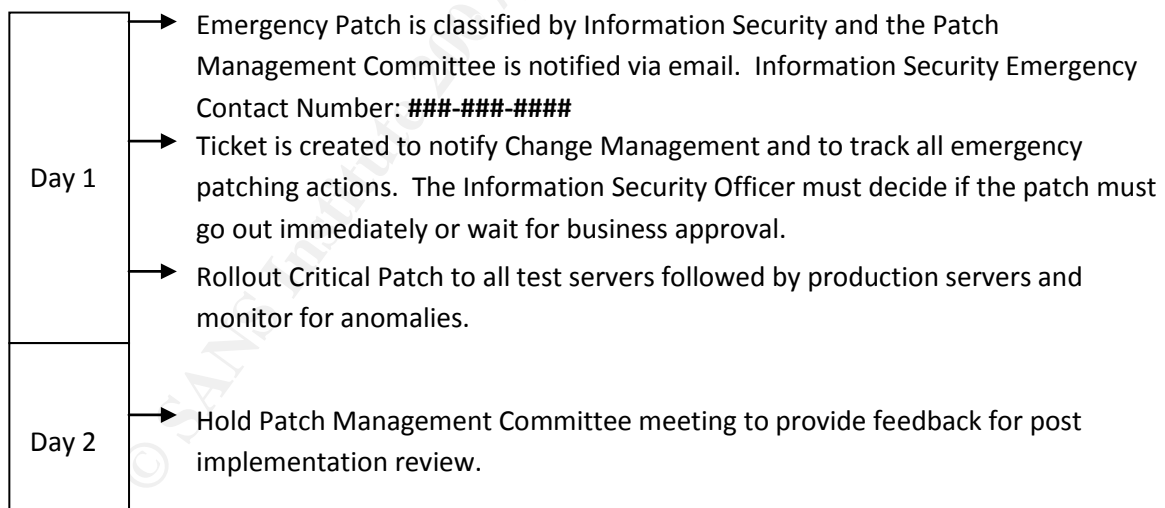 Emergency Patch is classified by Information Security and the Patch
Management Committee is notified via email.  Information Security Emergency
Contact Number: ###-###-####
Day 1
Ticket is created to notify Change Management and to track all emergency
patching actions.  The Information Security Officer must decide if the patch must
go out immediately or wait for business approval.
Rollout Critical Patch to all test servers followed by production servers and
monitor for anomalies.
Day 2
Hold Patch Management Committee meeting to provide feedback for post
implementation review.
© SANS Institute 200